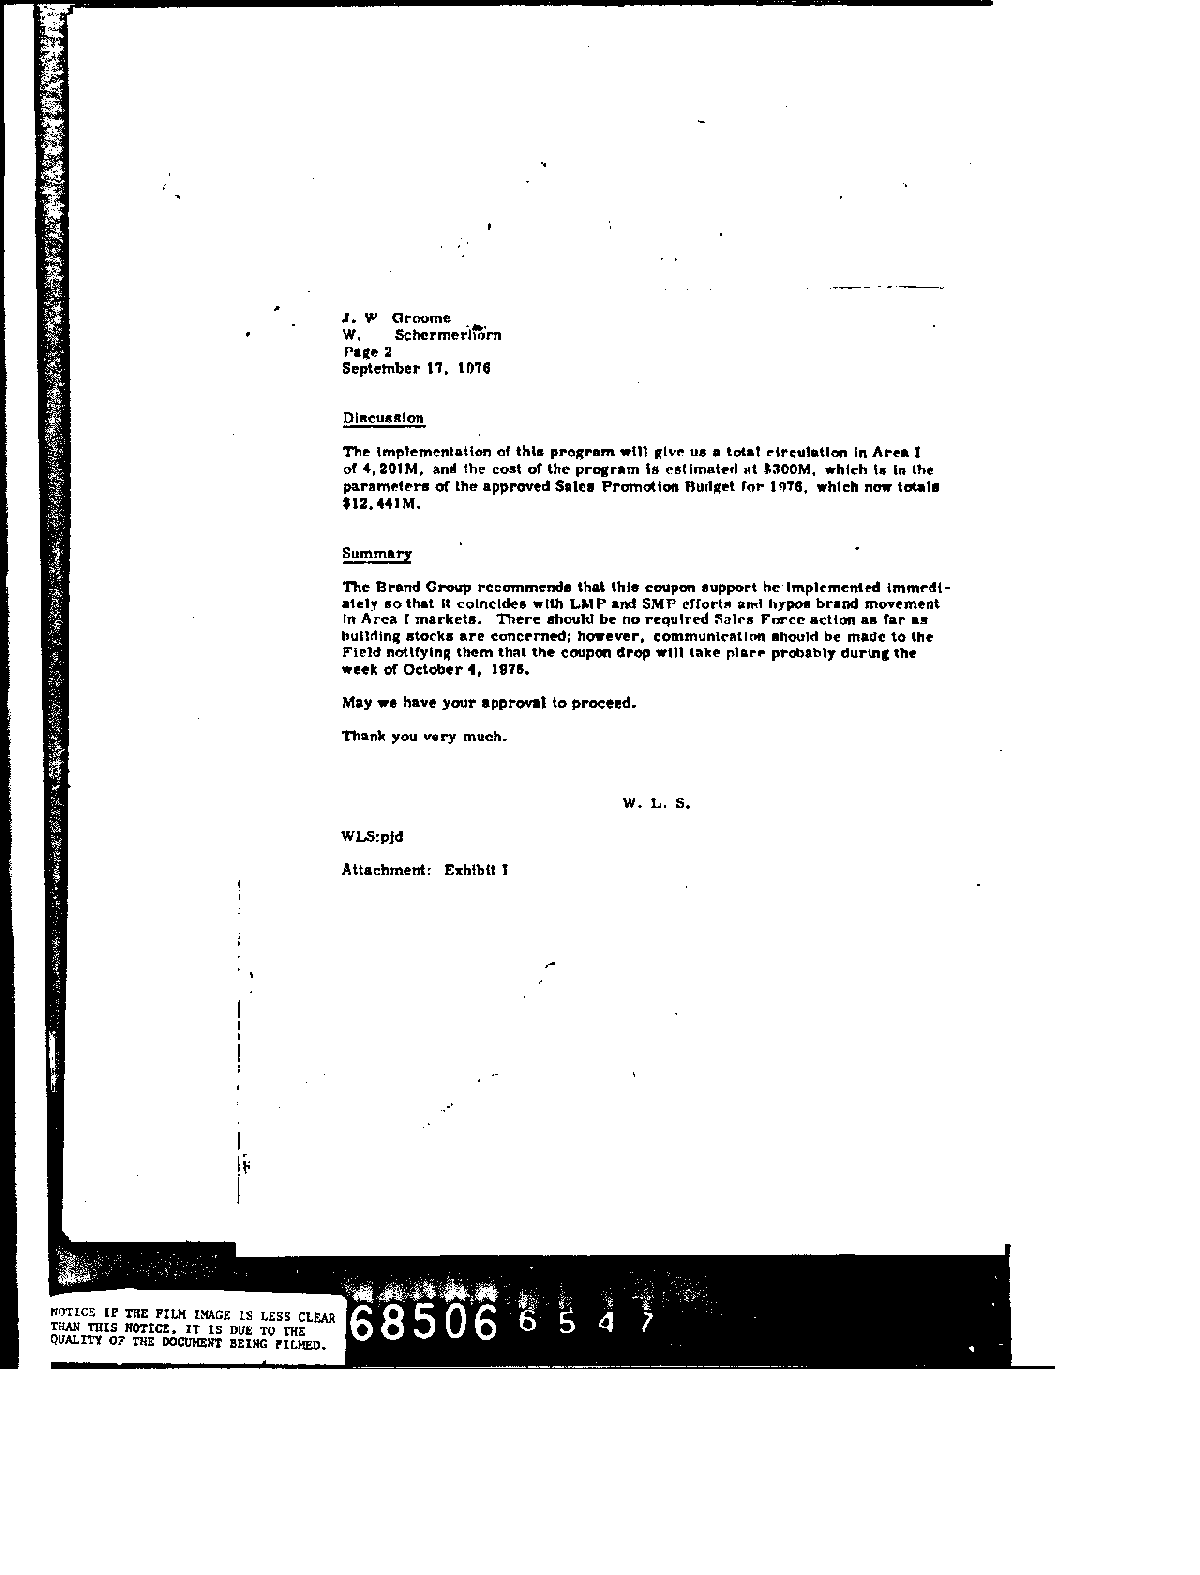 J. W Groome
W. Schermerhorn
Page 2
September 17, 1976
Discussion
The implementation of this program will give us a total circulation in Area I
of 4,201M, and the cost of the program is estimated at $300M, which is in the
parameters of the approved Sales Promotion Budget for 1976, which now totals
$12,441M.
Summary
The Brand Group recommends that this coupon support be implemented immedi-
ately so that it coincides with LMP and SMP efforts and hypos brand movement
in Area I markets. There should be no required Sales Force action as far as
building stocks are concerned; however, communication should be made to the
Field notifying them that the coupon drop will take place probably during the
week of October 4, 1976.
May we have your approval to proceed.
Thank you very much.
W. L. S.
WLS:pjd
Attachment: Exhibit I
NOTICE IF THE FILM IMAGE IS LESS CLEAR
THAN THIS NOTICE, IT IS DUE TO THE
QUALITY OF THE DOCUMENT BEING FILMED.
68506 6547